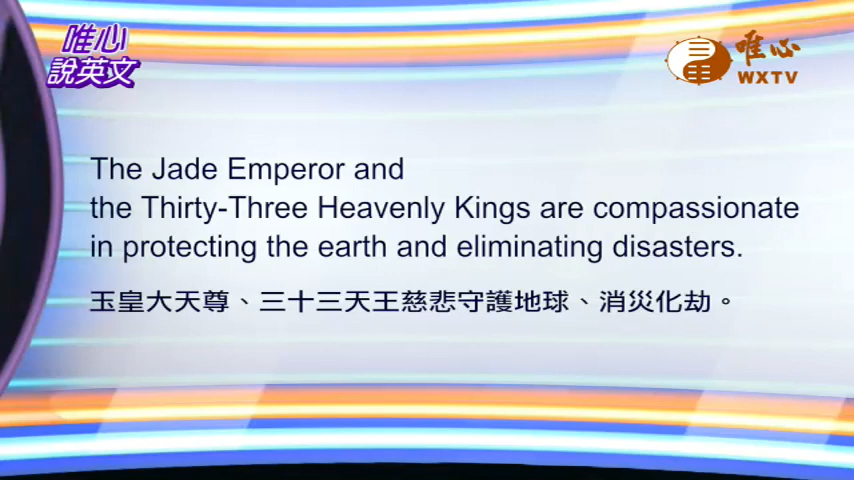 唯心
說英文
唯心
WXTV
The Jade Emperor and
the Thirty-Three Heavenly Kings are compassionate
in protecting the earth and eliminating disasters.
玉皇大天尊、三十三天王慈悲守護地球、消災化劫。